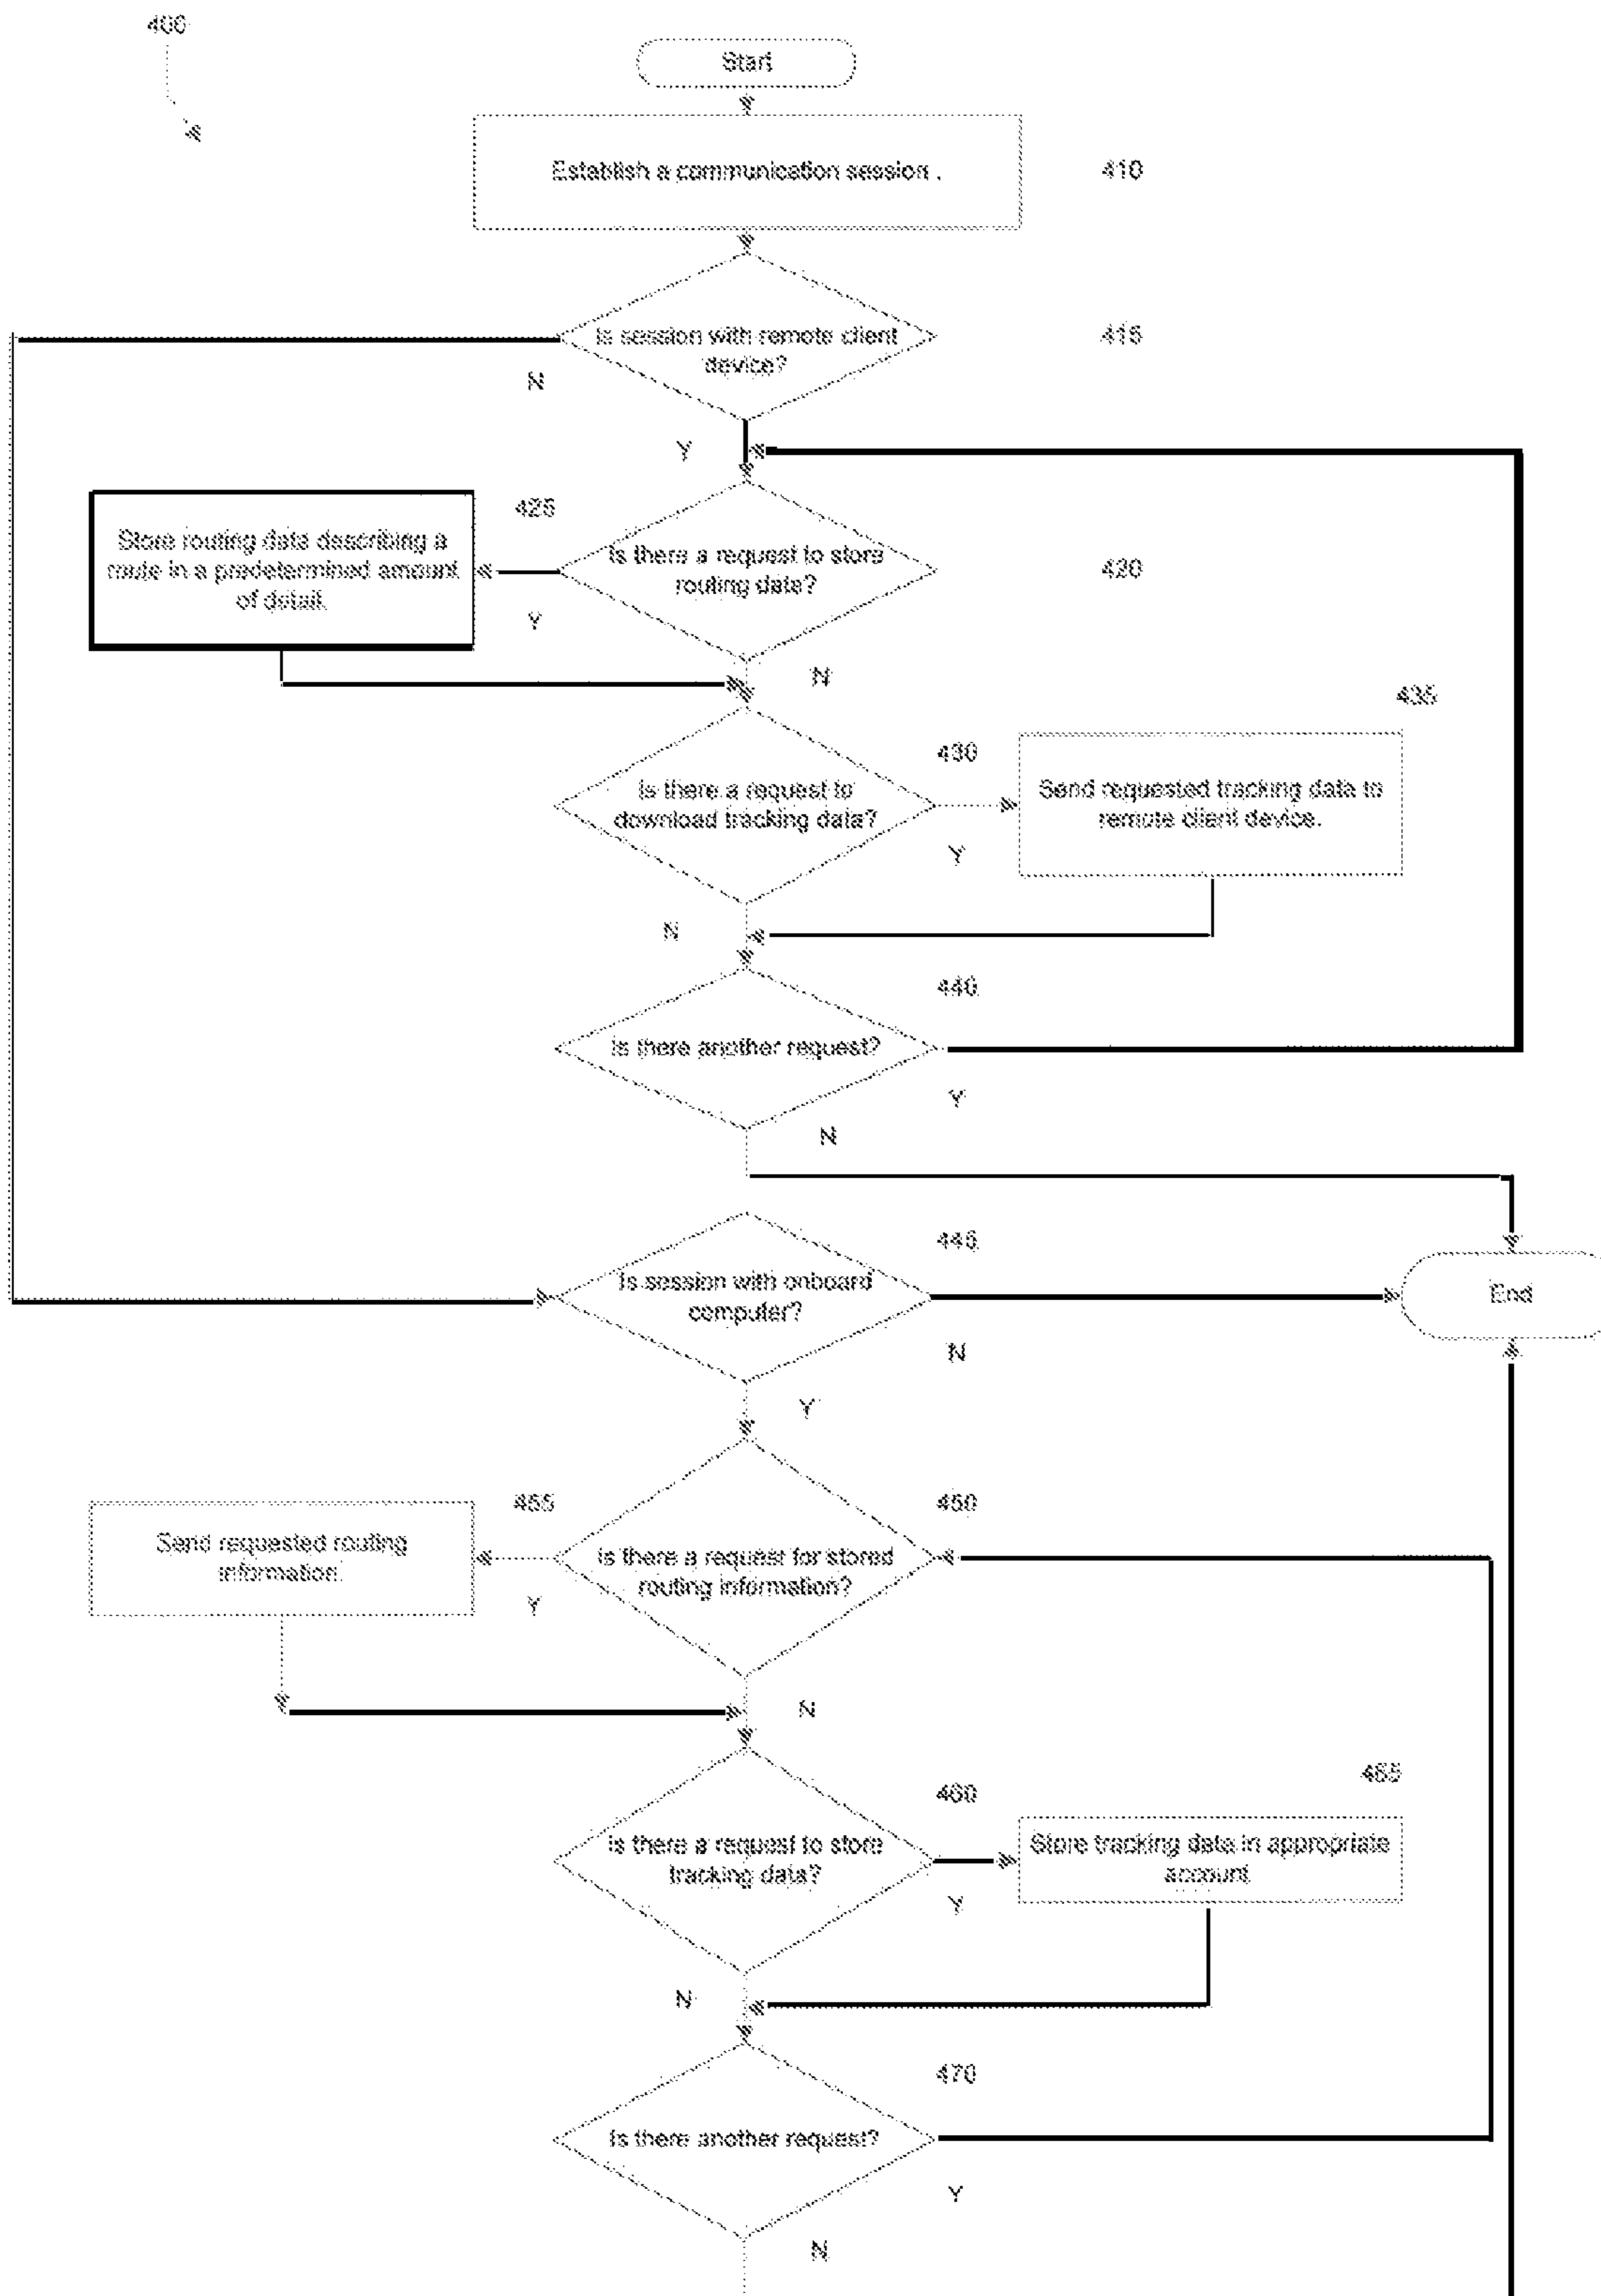 400
Start
Establish a communication session .
410
Is session with remote client
device?
415
N
Y
425
Store routing data describing a
route in a predetermined amount
of detail.
Is there a request to store
routing data?
420
Y
N
435
430
Is there a request to
download tracking data?
Send requested tracking data to
remote client device.
Y
N
440
Is there another request?
Y
N
445
Is session with onboard
computer?
End
N
Y
455
450
Send requested routing
information.
Is there a request for stored
routing information?
Y
N
465
460
Is there a request to store
tracking data?
Store tracking data in appropriate
account.
Y
N
470
Is there another request?
Y
N